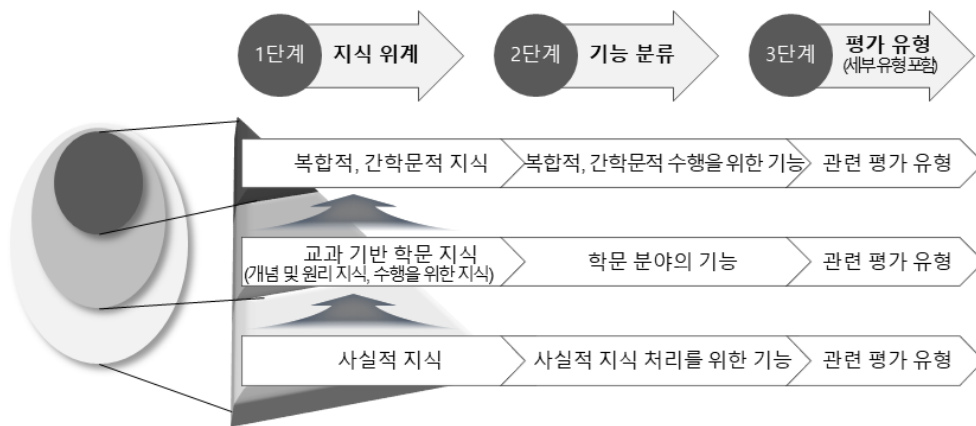 1단계 지식 위계 2단계 기능 분류 3단계 평가 유형
(세부 유형 포함)
복합적, 간학문적 지식 복합적, 간학문적 수행을 위한 기능 관련 평가 유형
교과 기반 학문 지식 학문 분야의 기능 관련 평가 유형
(개념 및 원리 지식, 수행을 위한 지식)
사실적 지식 사실적 지식 처리를 위한 기능 관련 평가 유형